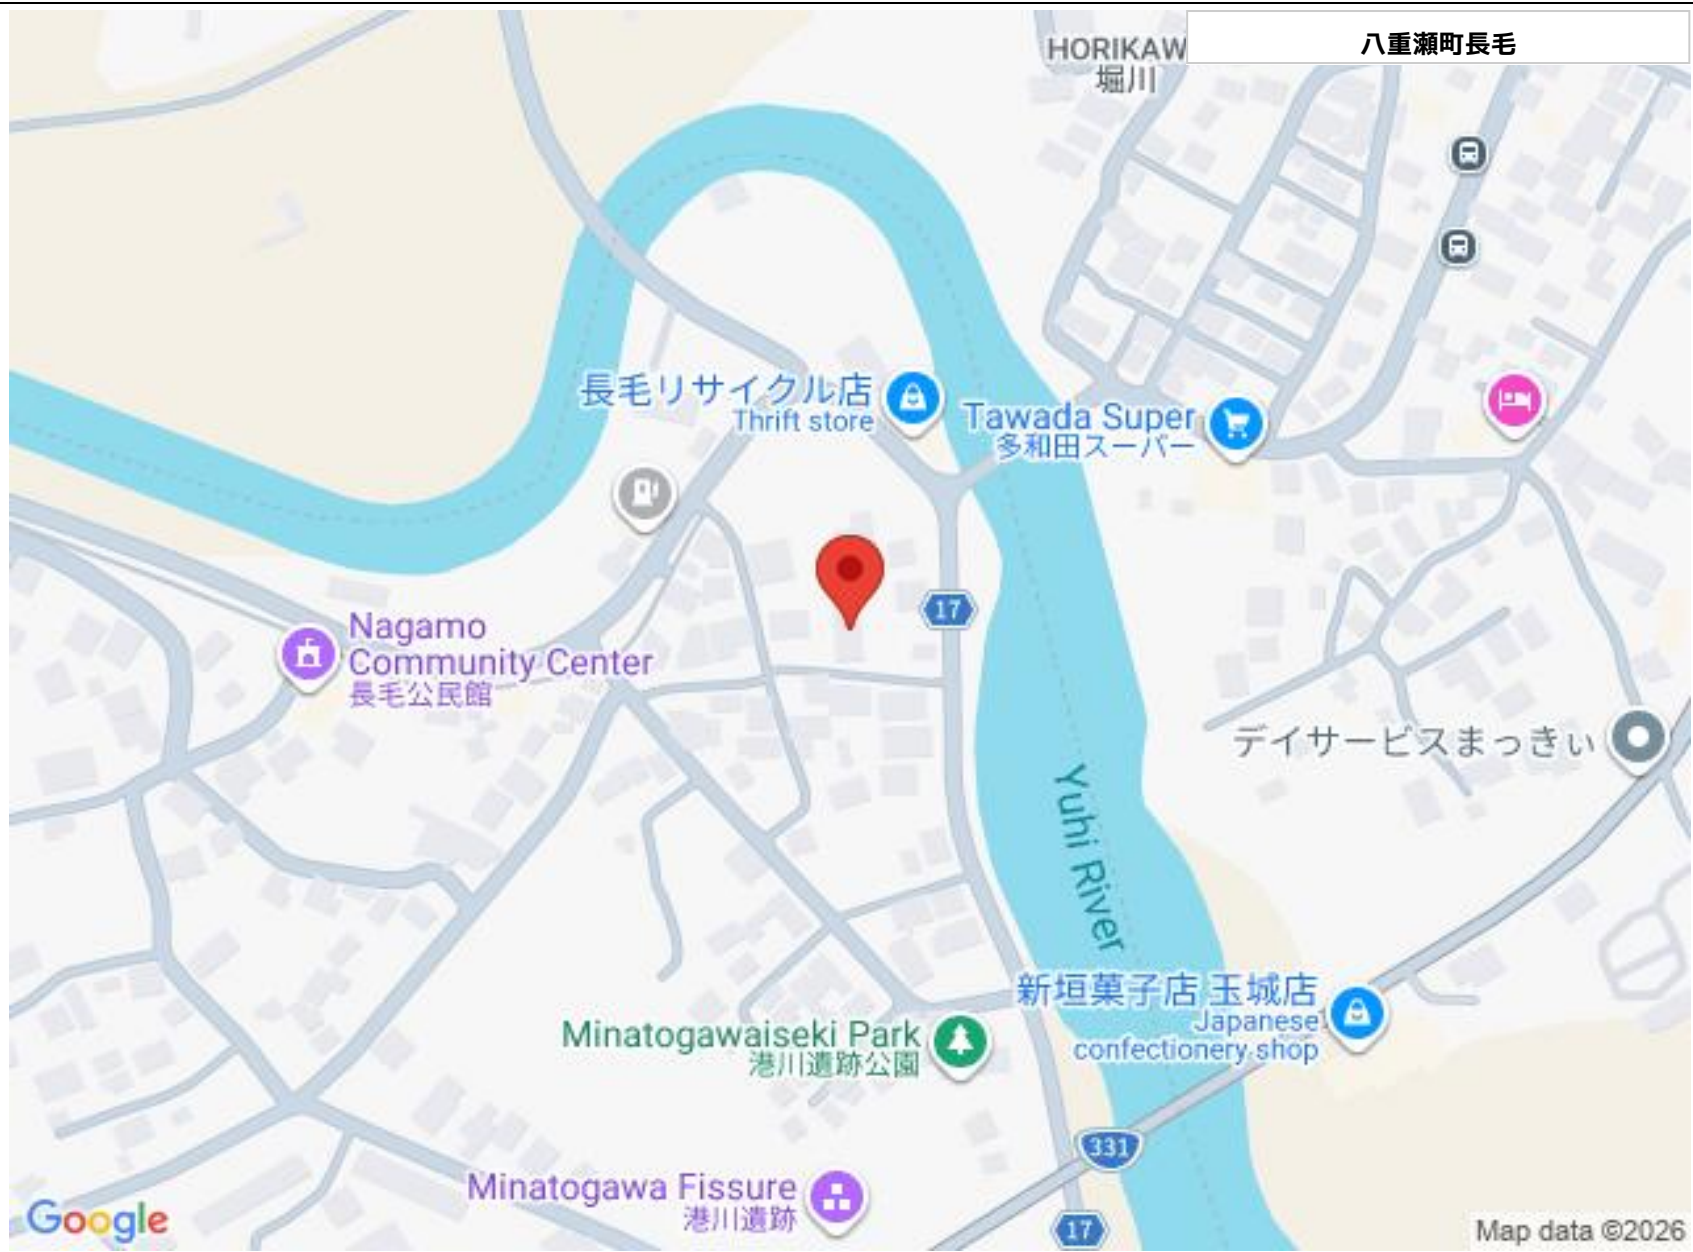 HORIKAW
堀川
八重瀬町長毛
長毛リサイクル店
Thrift store
Tawada Super
多和田スーパー
17
Nagamo
Community Center
長毛公民館
デイサービスまっきぃ
Yuhi River
新垣菓子店 玉城店
Japanese
confectionery shop
Minatogawaiseki Park
港川遺跡公園
331
Minatogawa Fissure
港川遺跡
17
Google
Map data ©2026